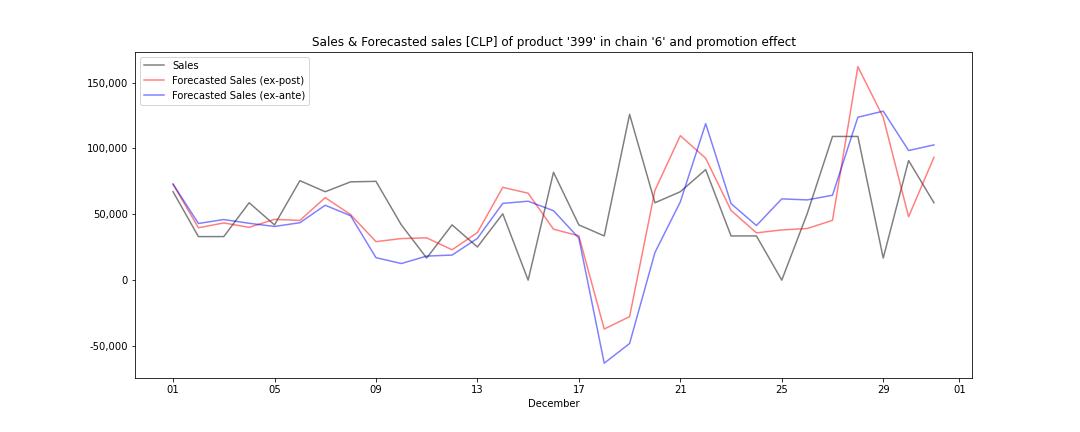 Sales & Forecasted sales [CLP] of product '399' in chain '6' and promotion effect
Sales
Forecasted Sales (ex-post)
Forecasted Sales (ex-ante)
150,000
100,000
50,000
0
-50,000
01 05 09 13 17 21 25 29 01
December